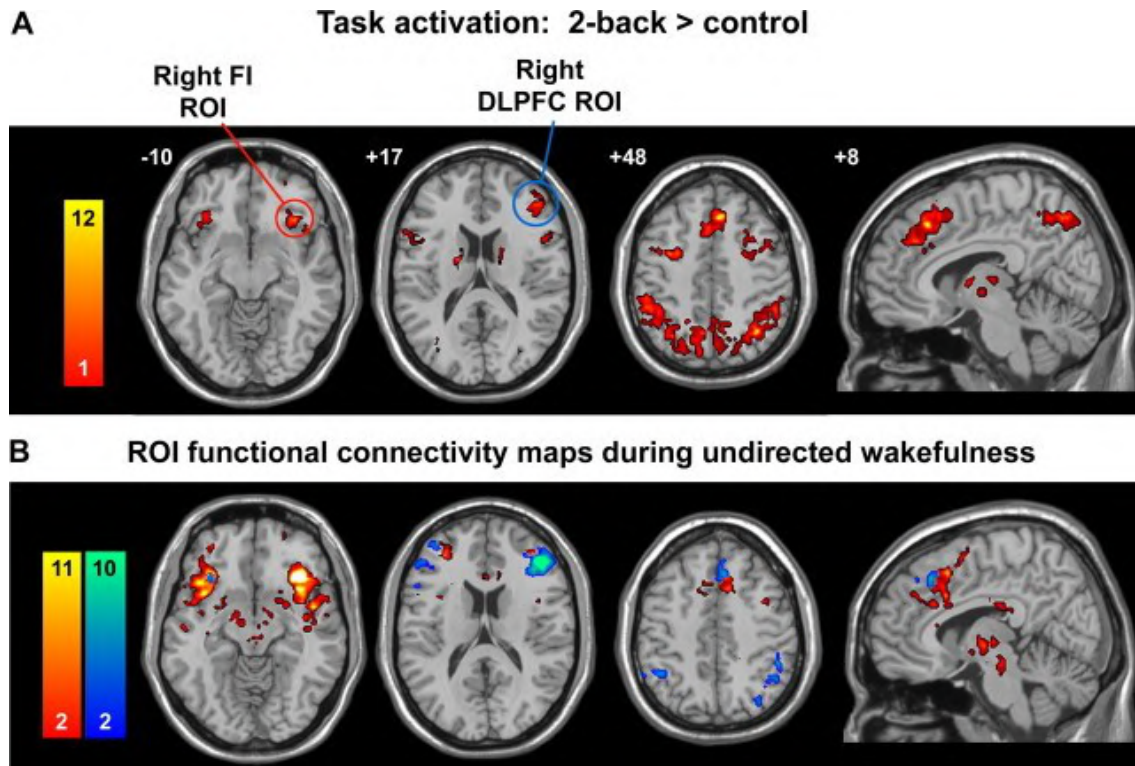 A
Task activation:  2-back > control
Right FI
ROI
Right
DLPFC ROI
-10
+17
+48
+8
12
1
B
ROI functional connectivity maps during undirected wakefulness
11
10
2
2